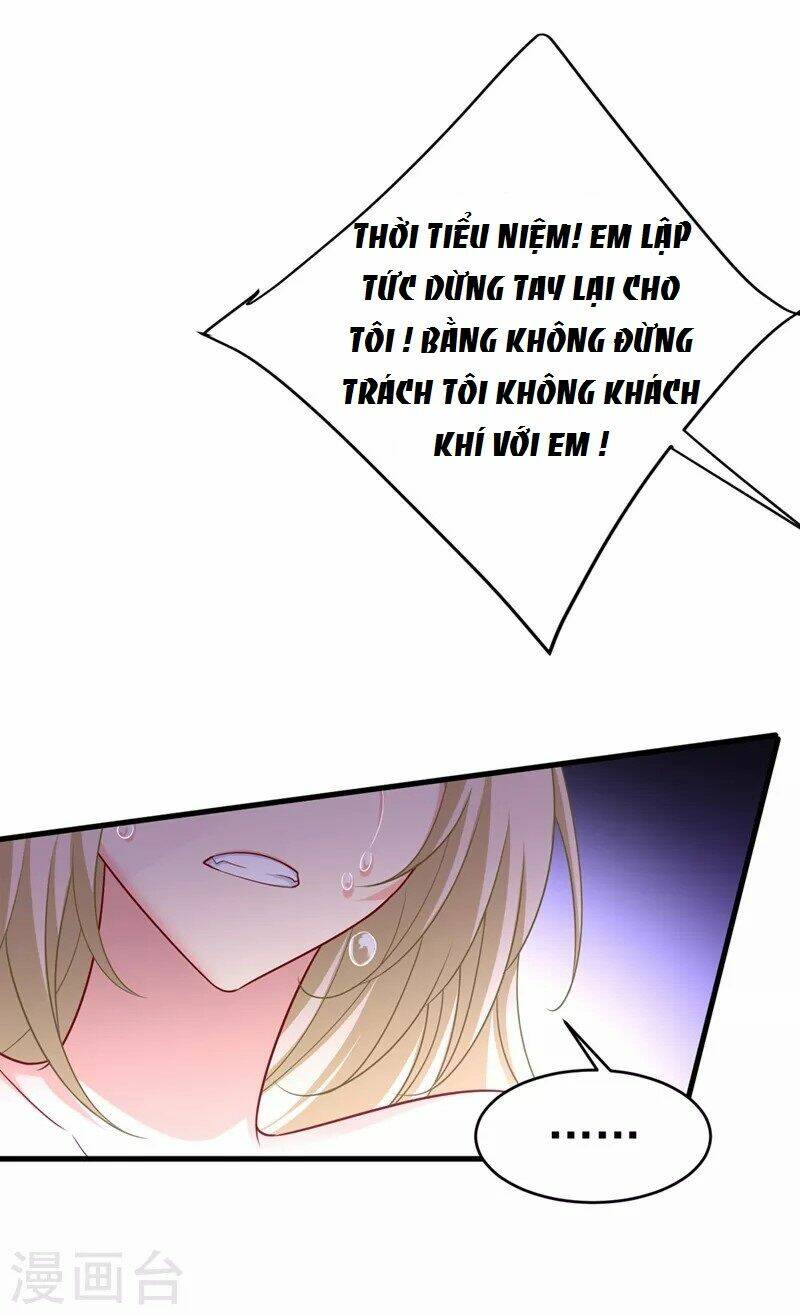 THỜI TIỂU NIỆM! EM LẬP
TỨC DỪNG TAY LẠI CHO
TÔI ! BẰNG KHÔNG ĐỪNG
TRÁCH TÔI KHÔNG KHÁCH
KHÍ VỚI EM !
......
漫画台